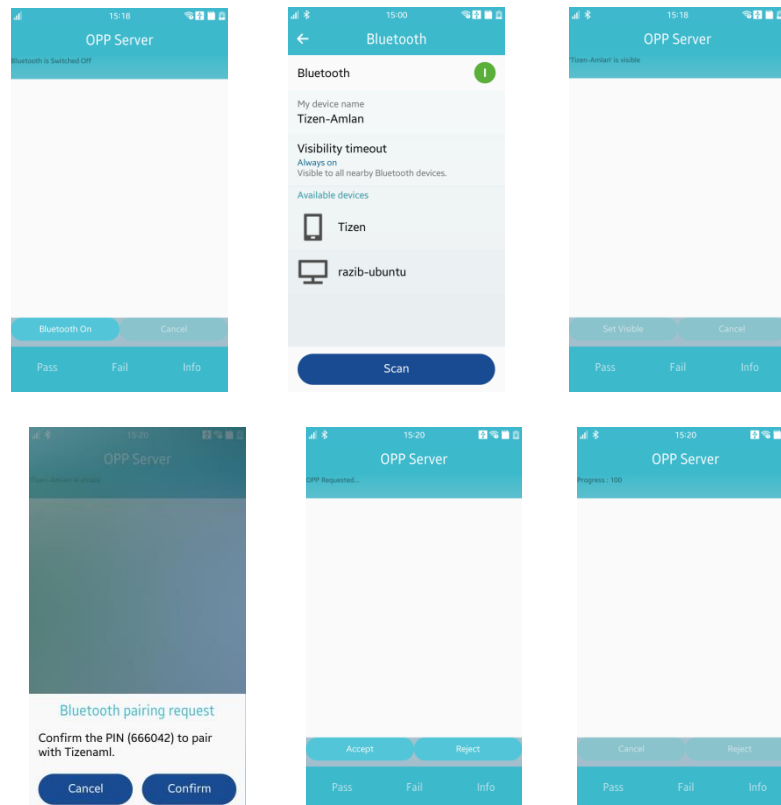 15:18
OPP Server
Bluetooth is Switched Off
Bluetooth On
Cancel
Pass
Fail
Info
15:00
Bluetooth
Bluetooth
My device name
Tizen-Amlan
Visibility timeout
Always on
Visible to all nearby Bluetooth devices.
Available devices
Tizen
razib-ubuntu
Scan
15:18
OPP Server
'Tizen-Amlan' is visible
Set Visible
Cancel
Pass
Fail
Info
15:20
OPP Server
Bluetooth pairing request
Confirm the PIN (666042) to pair
with Tizenaml.
Cancel
Confirm
15:20
OPP Server
OPP Requested...
Accept
Reject
Pass
Fail
Info
15:20
OPP Server
Progress : 100
Cancel
Reject
Pass
Fail
Info